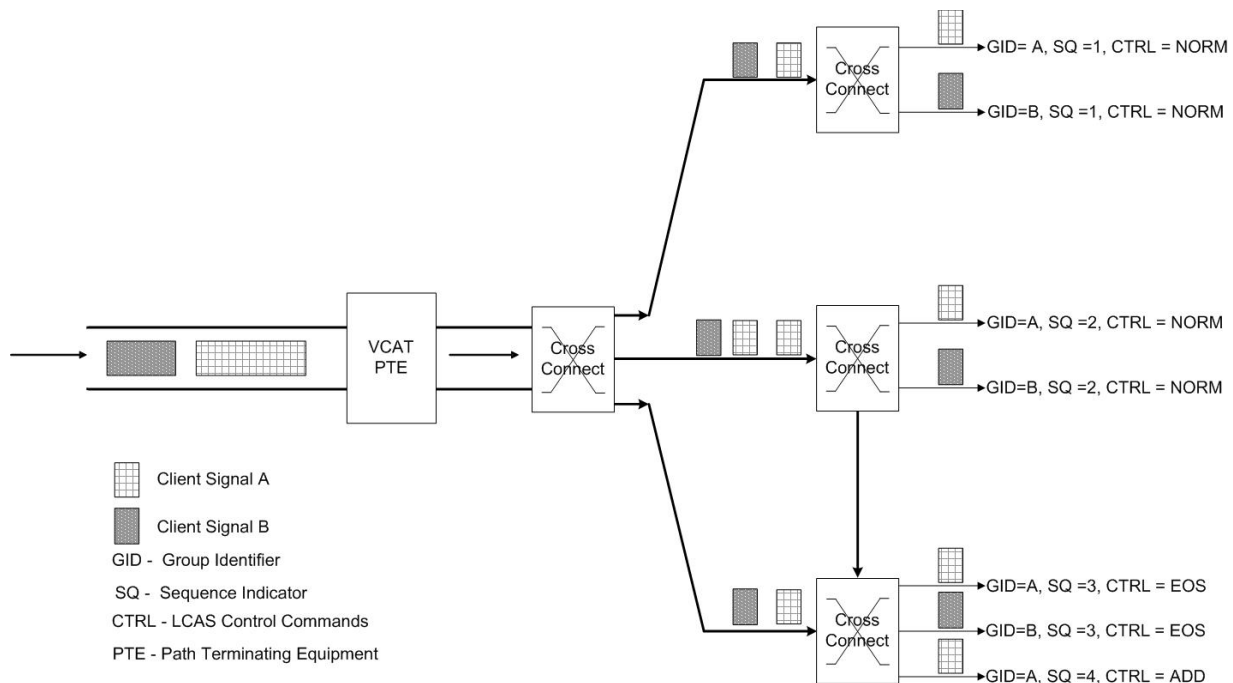 GID= A, SQ =1, CTRL = NORM
Cross
Connect
GID=B, SQ =1, CTRL = NORM
VCAT
PTE
Cross
Connect
GID=A, SQ =2, CTRL = NORM
Cross
Connect
GID=B, SQ =2, CTRL = NORM
Client Signal A
Client Signal B
GID - Group Identifier
SQ - Sequence Indicator
CTRL - LCAS Control Commands
PTE - Path Terminating Equipment
Cross
Connect
GID=A, SQ =3, CTRL = EOS
GID=B, SQ =3, CTRL = EOS
GID=A, SQ =4, CTRL = ADD